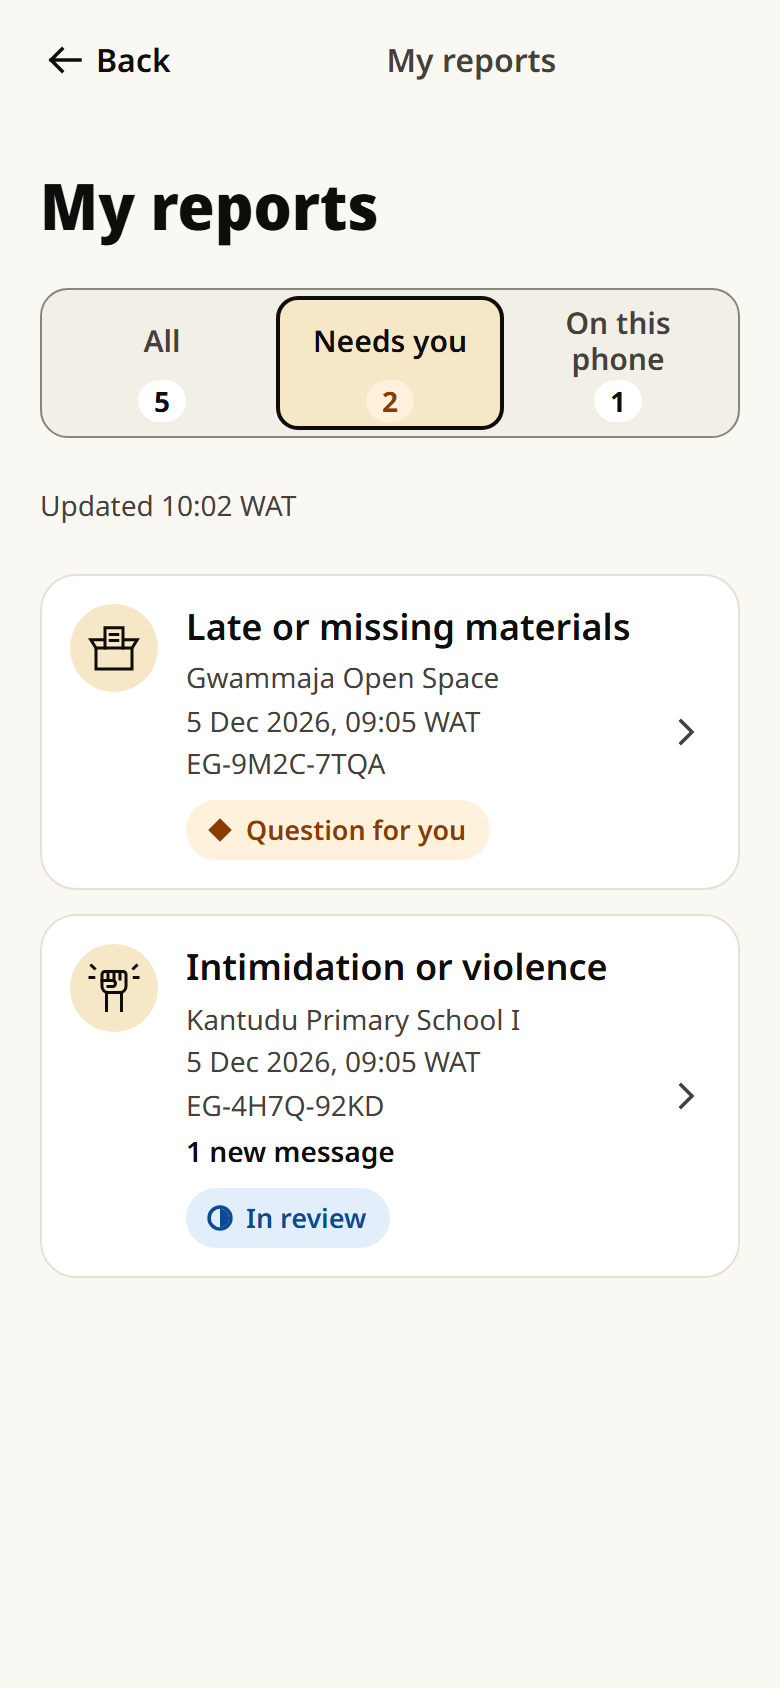 Back
My reports
My reports
All
5
Needs you
2
On this
phone
1
Updated 10:02 WAT
Late or missing materials
Gwammaja Open Space
5 Dec 2026, 09:05 WAT
EG-9M2C-7TQA
Question for you
Intimidation or violence
Kantudu Primary School I
5 Dec 2026, 09:05 WAT
EG-4H7Q-92KD
1 new message
In review